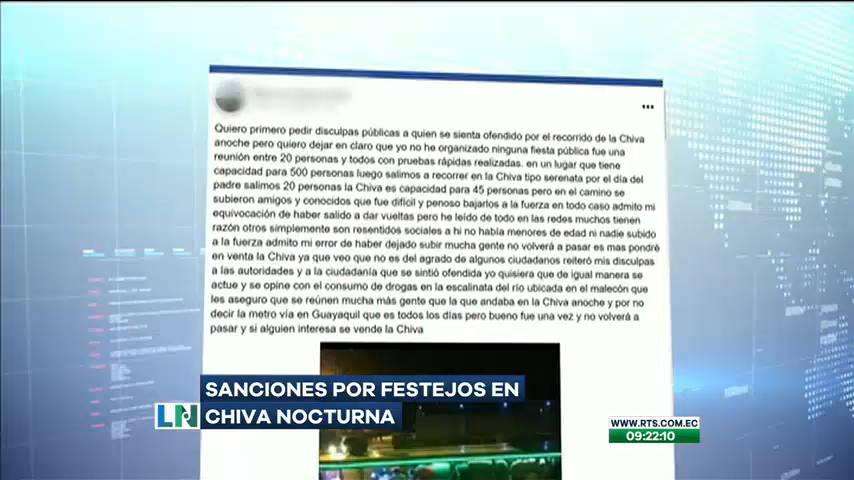 Quiero primero pedir disculpas públicas a quien se sienta ofendido por el recorrido de la Chiva
anoche pero quiero dejar en claro que yo no he organizado ninguna fiesta pública fue una
reunión entre 20 personas y todos con pruebas rápidas realizadas. en un lugar que tiene
capacidad para 500 personas luego salimos a recorrer en la Chiva tipo serenata por el día del
padre salimos 20 personas la Chiva es capacidad para 45 personas pero en el camino se
subieron amigos y conocidos que fue difícil y penoso bajarlos a la fuerza en todo caso admito mi
equivocación de haber salido a dar vueltas pero he leído de todo en las redes muchos tienen
razón otros simplemente son resentidos sociales a hi no había menores de edad ni nadie subido
a la fuerza admito mi error de haber dejado subir mucha gente no volverá a pasar es mas pondré
en venta la Chiva ya que veo que no es del agrado de algunos ciudadanos reiteró mis disculpas
a las autoridades y a la ciudadanía que se sintió ofendida yo quisiera que de igual manera se
actue y se opine con el consumo de drogas en la escalinata del río ubicada en el malecón que
les aseguro que se reúnen mucha más gente que la que andaba en la Chiva anoche y por no
decir la metro vía en Guayaquil que es todos los días pero bueno fue una vez y no volverá a
pasar y si alguien interesa se vende la Chiva
SANCIONES POR FESTEJOS EN
LN CHIVA NOCTURNA
WWW.RTS.COM.EC
09:22:10